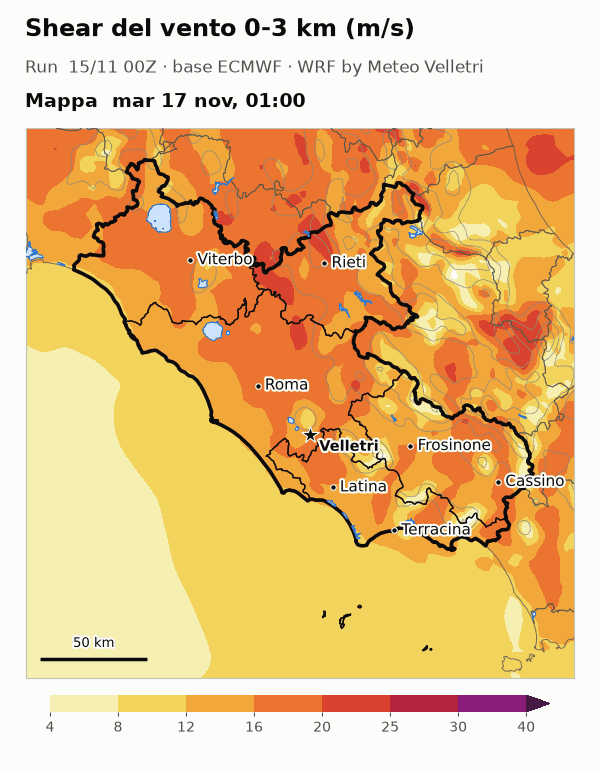 Shear del vento 0-3 km (m/s)
Run  15/11 00Z · base ECMWF · WRF by Meteo Velletri
Mappa  mar 17 nov, 01:00
Viterbo
Rieti
Roma
Velletri
Frosinone
Cassino
Latina
Terracina
50 km
4 8 12 16 20 25 30 40